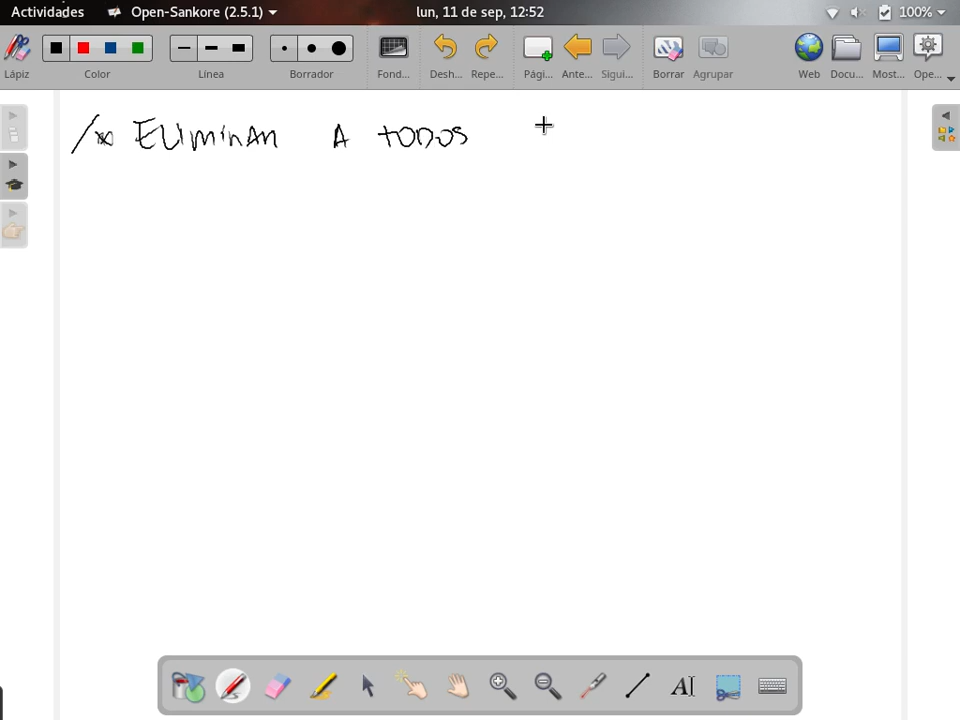 Actividades Open-Sankore (2.5.1) lun, 11 de sep, 12:52 100%
Lápiz Color Línea Borrador Fond... Desh... Repe... Pági... Ante... Sigui... Borrar Agrupar Web Docu... Most... Ope...
/* ELiminAn A toDos
AI